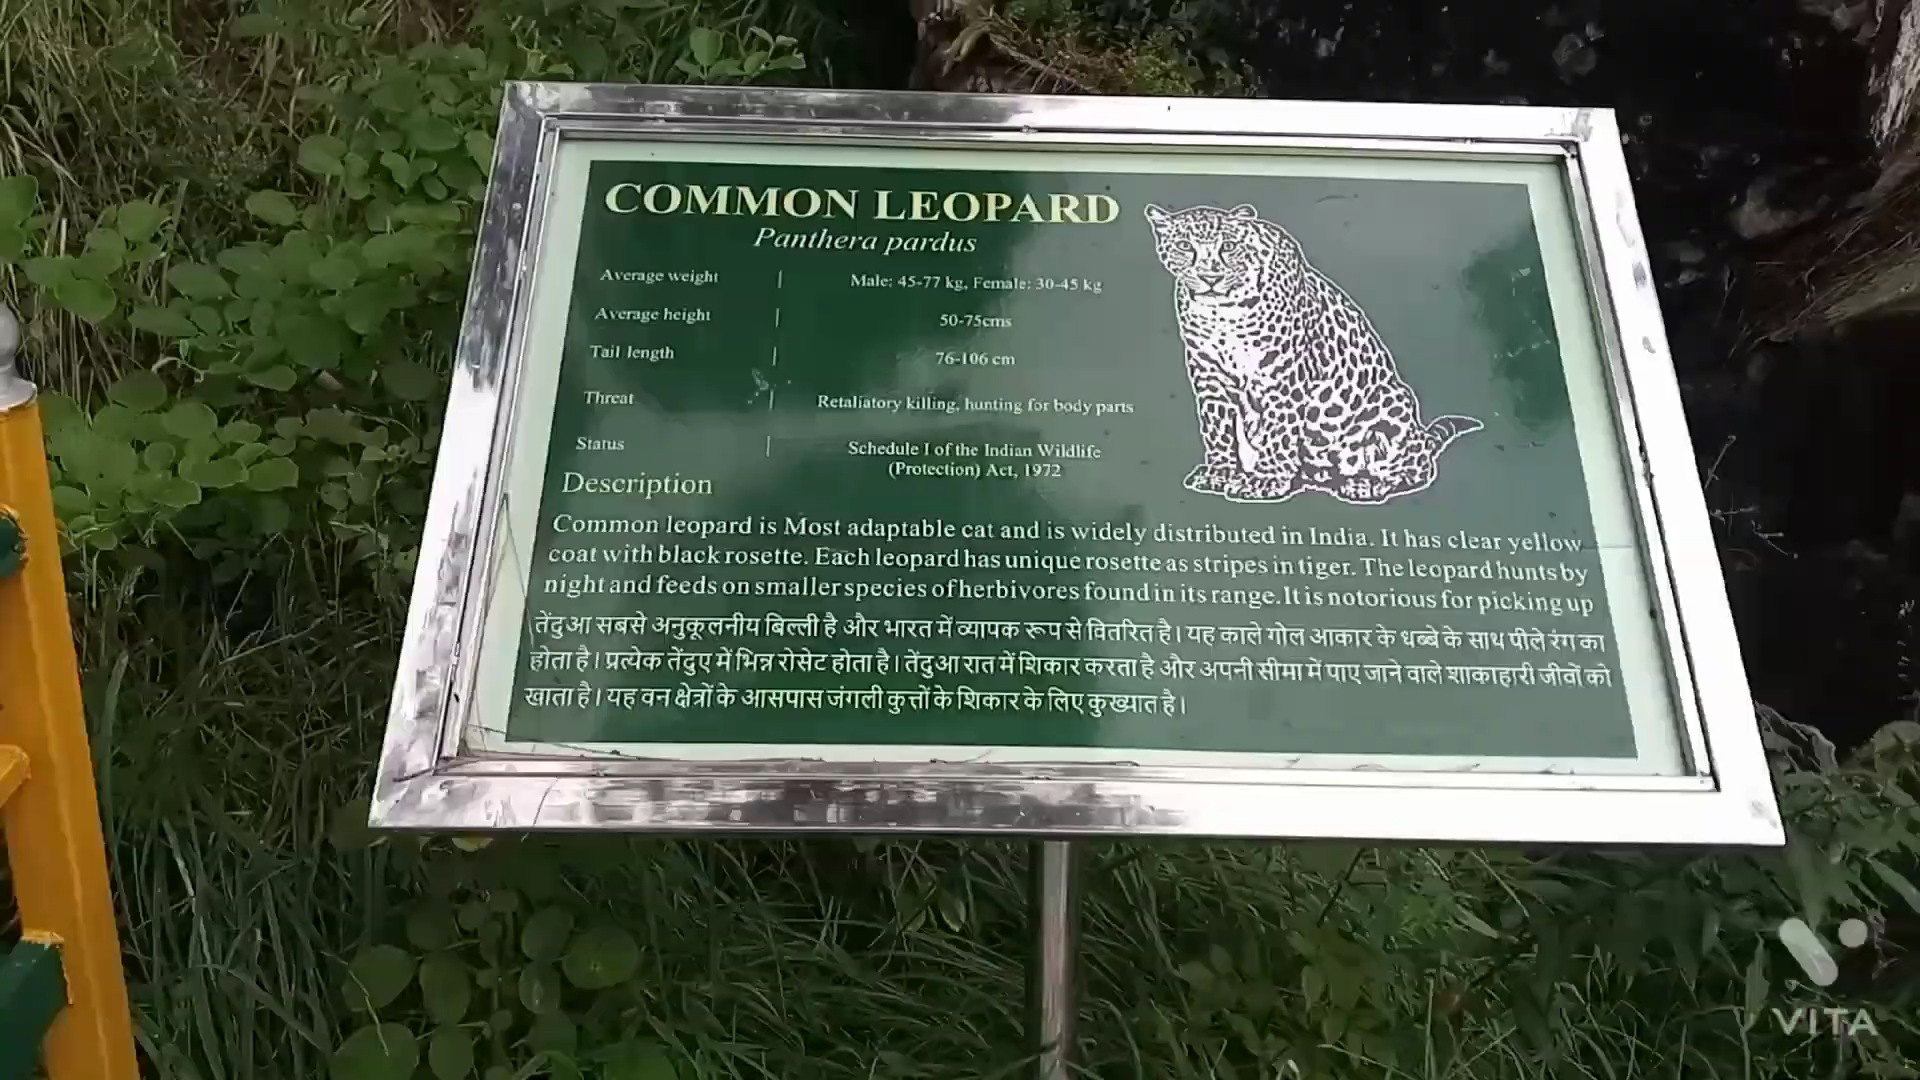 COMMON LEOPARD
Panthera pardus
Average weight | Male: 45-77 kg, Female: 30-45 kg
Average height | 50-75cms
Tail length | 76-106 cm
Threat | Retaliatory killing, hunting for body parts
Status | Schedule I of the Indian Wildlife
(Protection) Act, 1972
Description
Common leopard is Most adaptable cat and is widely distributed in India. It has clear yellow
coat with black rosette. Each leopard has unique rosette as stripes in tiger. The leopard hunts by
night and feeds on smaller species of herbivores found in its range. It is notorious for picking up
तेंदुआ सबसे अनुकूलनीय बिल्ली है और भारत में व्यापक रूप से वितरित है। यह काले गोल आकार के धब्बे के साथ पीले रंग का
होता है। प्रत्येक तेंदुए में भिन्न रोसेट होता है। तेंदुआ रात में शिकार करता है और अपनी सीमा में पाए जाने वाले शाकाहारी जीवों को
खाता है। यह वन क्षेत्रों के आसपास जंगली कुत्तों के शिकार के लिए कुख्यात है।
VITA